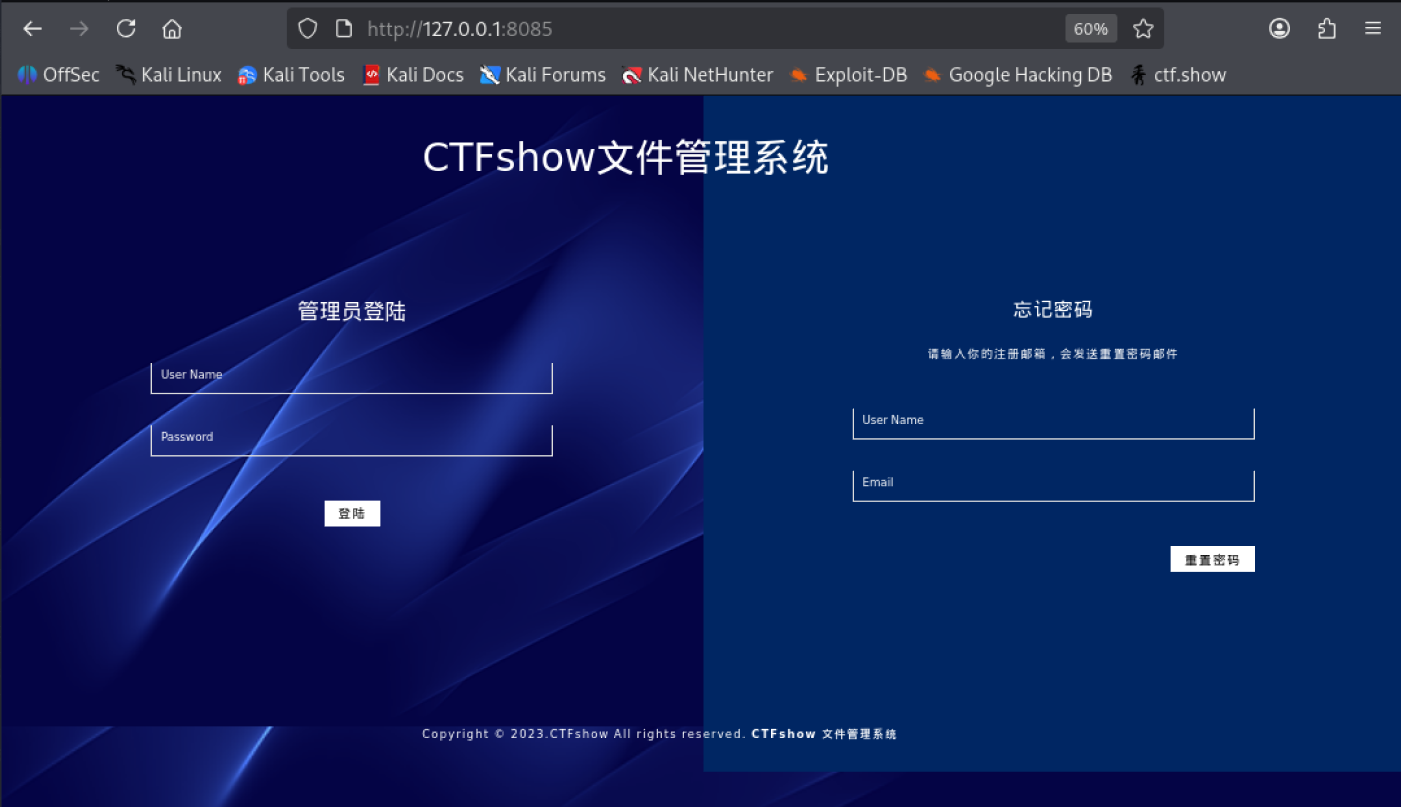 http://127.0.0.1:8085
60%
OffSec Kali Linux Kali Tools Kali Docs Kali Forums Kali NetHunter Exploit-DB Google Hacking DB ctf.show
CTFshow文件管理系统
管理员登陆
User Name
Password
登陆
忘记密码
请输入你的注册邮箱，会发送重置密码邮件
User Name
Email
重置密码
Copyright © 2023.CTFshow All rights reserved. CTFshow 文件管理系统